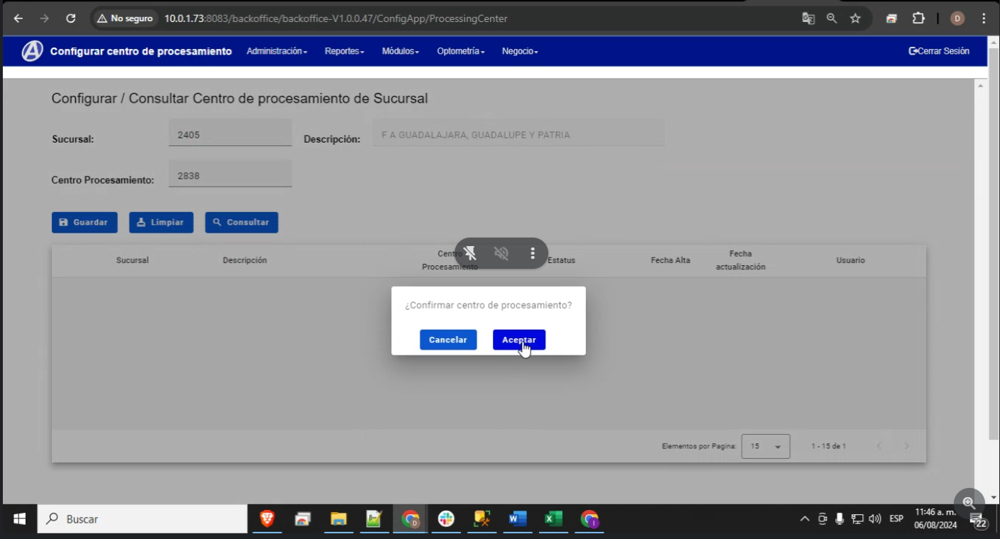 No seguro 10.0.1.73:8083/backoffice/backoffice-V1.0.0.47/ConfigApp/ProcessingCenter D
A Configurar centro de procesamiento Administración Reportes Módulos Optometría Negocio Cerrar Sesión
Configurar / Consultar Centro de procesamiento de Sucursal
Sucursal: 2405 Descripción: F A GUADALAJARA, GUADALUPE Y PATRIA
Centro Procesamiento: 2838
Guardar Limpiar Consultar
Sucursal Descripción Centro Procesamiento Estatus Fecha Alta Fecha actualización Usuario
¿Confirmar centro de procesamiento?
Cancelar Aceptar
Elementos por Pagina: 15 1 - 15 de 1
Buscar ESP 11:46 a. m.
06/08/2024 22